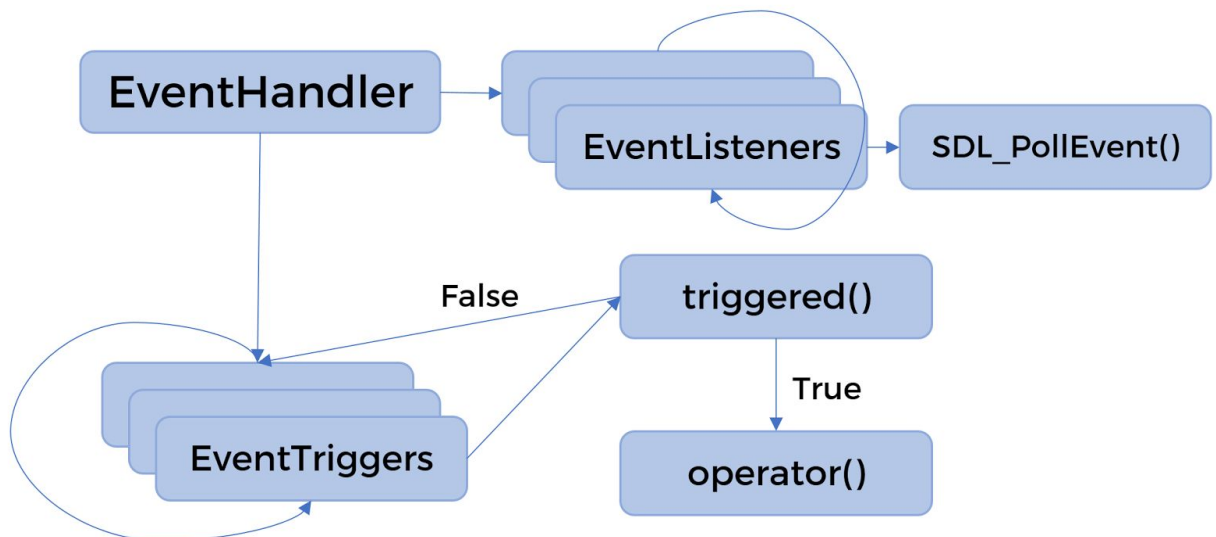 EventHandler
EventListeners
SDL_PollEvent()
False
triggered()
True
EventTriggers
operator()